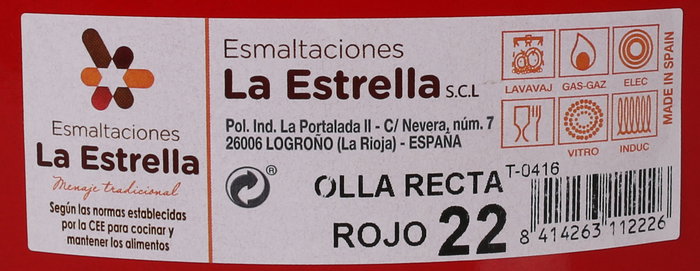 Esmaltaciones
La Estrella
Menaje tradicional
Según las normas establecidas
por la CEE para cocinar y
mantener los alimentos
Esmaltaciones
La Estrella S.C.L
Pol. Ind. La Portalada II - C/ Nevera, núm. 7
26006 LOGROÑO (La Rioja) - ESPAÑA
R
OLLA RECTA
ROJO 22
LAVAVAJ GAS-GAZ ELEC
VITRO INDUC
MADE IN SPAIN
T-0416
8 414263 112226